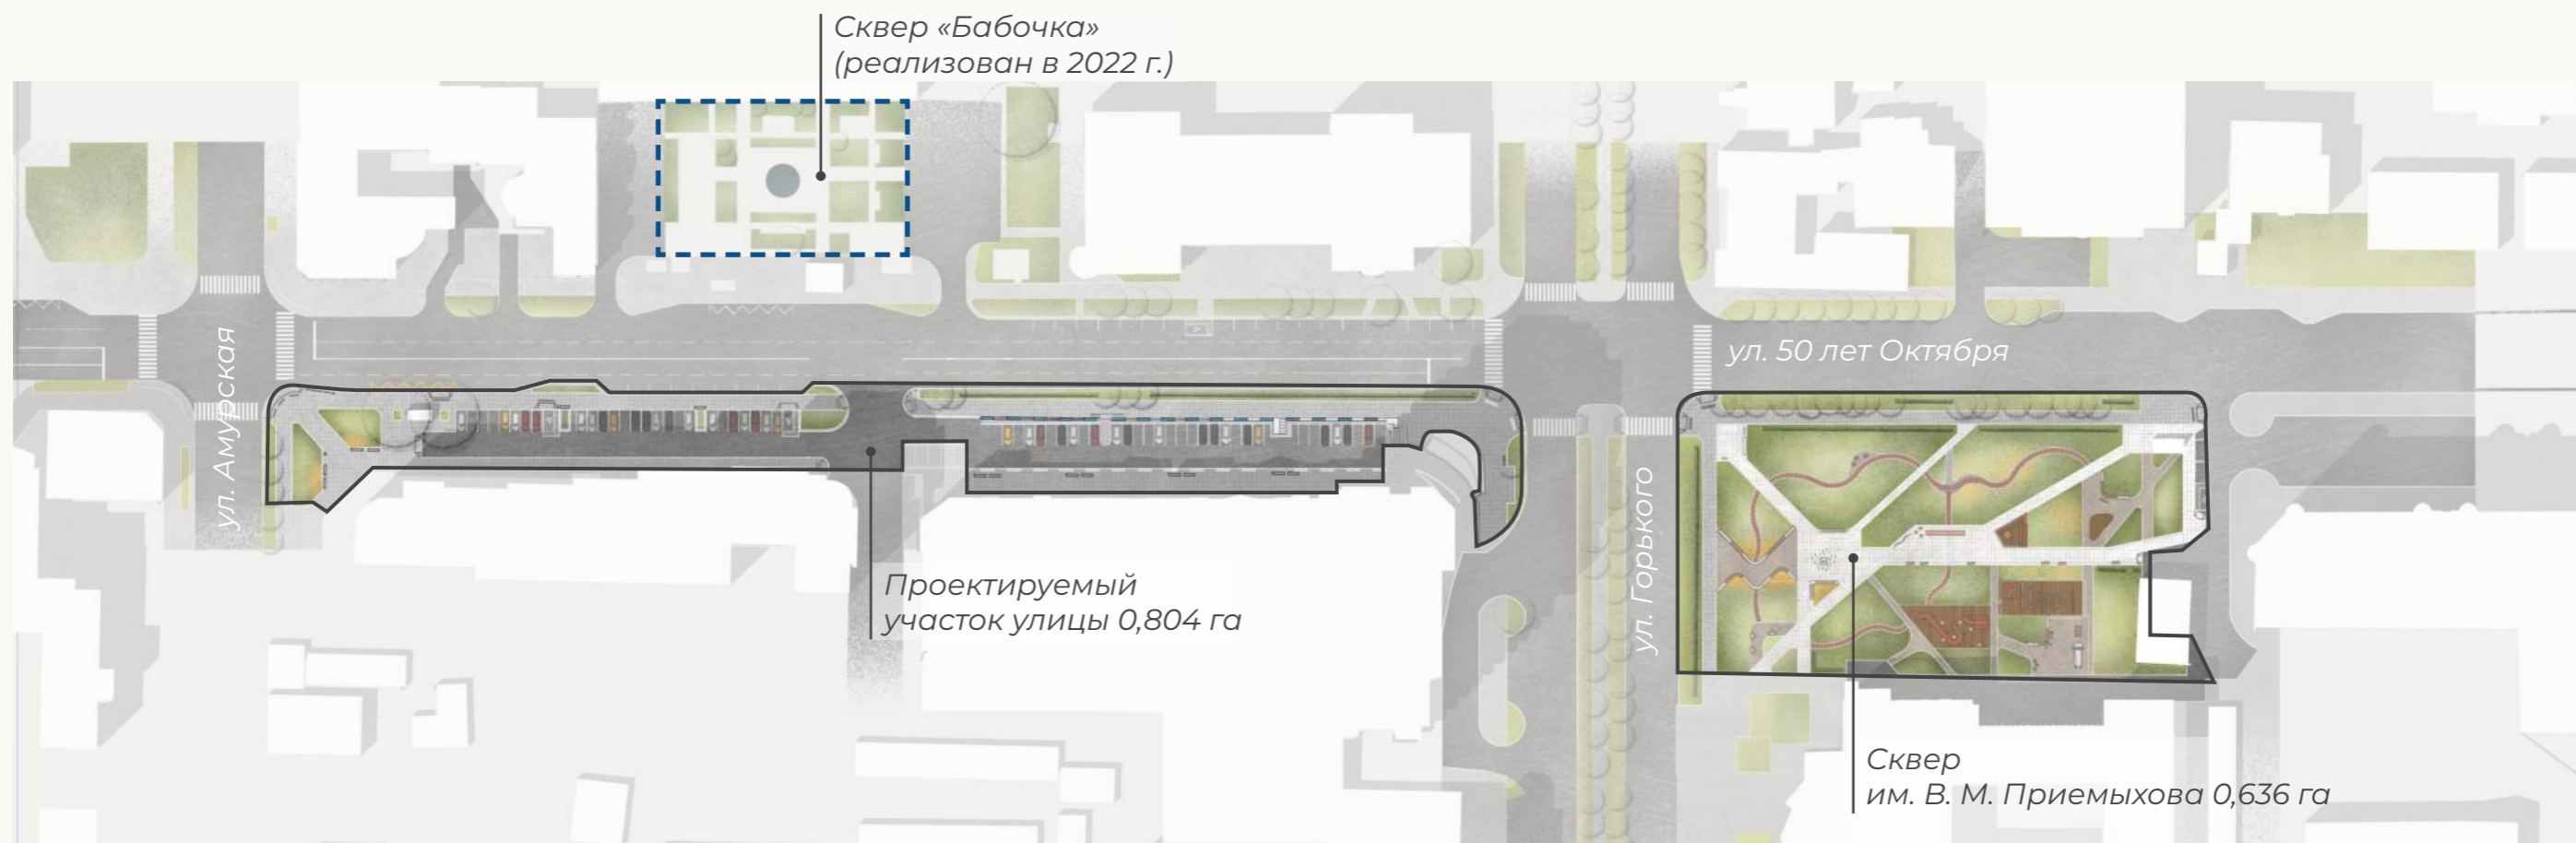 Сквер «Бабочка»
(реализован в 2022 г.)
ул. Амурская
ул. 50 лет Октября
ул. Горького
Проектируемый
участок улицы 0,804 га
Сквер
им. В. М. Приемыхова 0,636 га